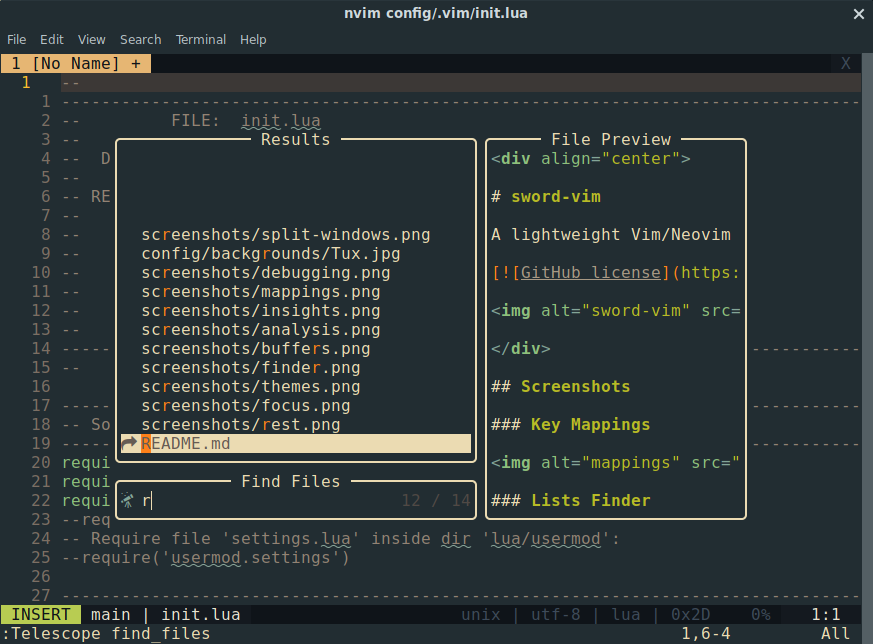 nvim config/.vim/init.lua
File Edit View Search Terminal Help
1 [No Name] + X
1 --
1 --------------------------------------------------------------------------------
2 -- FILE: init.lua
3 --
4 -- D
5 --
6 -- RE
7 --
8 --
9 --
10 --
11 --
12 --
13 --
14 ----- -----------
15 --
16
17 ----- -----------
18 -- So
19 ----- -----------
20 requi
21 requi
22 requi
23 --req
24 -- Require file 'settings.lua' inside dir 'lua/usermod':
25 --require('usermod.settings')
26
27 --------------------------------------------------------------------------------
Results
screenshots/split-windows.png
config/backgrounds/Tux.jpg
screenshots/debugging.png
screenshots/mappings.png
screenshots/insights.png
screenshots/analysis.png
screenshots/buffers.png
screenshots/finder.png
screenshots/themes.png
screenshots/focus.png
screenshots/rest.png
README.md
Find Files
r 12 / 14
File Preview
<div align="center">
# sword-vim
A lightweight Vim/Neovim
[![GitHub license](https:
<img alt="sword-vim" src=
</div>
## Screenshots
### Key Mappings
<img alt="mappings" src="
### Lists Finder
INSERT main | init.lua unix | utf-8 | lua | 0x2D 0% 1:1
:Telescope find_files 1,6-4 All